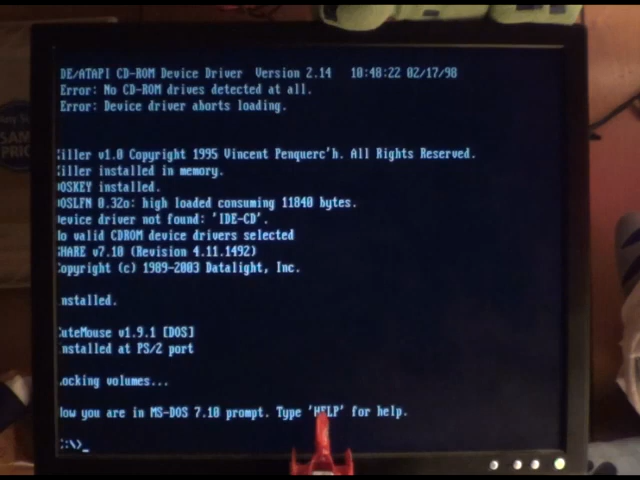 DE/ATAPI CD-ROM Device Driver Version 2.14 10:48:22 02/17/98
Error: No CD-ROM drives detected at all.
Error: Device driver aborts loading.
Killer v1.0 Copyright 1995 Vincent Penquerc'h. All Rights Reserved.
Killer installed in memory.
DOSKEY installed.
DOSLFN 0.32o: high loaded consuming 11840 bytes.
Device driver not found: 'IDE-CD'.
No valid CDROM device drivers selected
SHARE v7.10 (Revision 4.11.1492)
Copyright (c) 1989-2003 Datalight, Inc.
Installed.
CuteMouse v1.9.1 [DOS]
Installed at PS/2 port
Locking volumes...
Now you are in MS-DOS 7.10 prompt. Type 'HELP' for help.
C:\>_